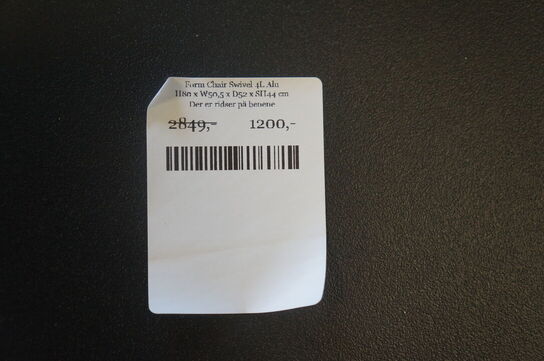 Form Chair Swivel 4L Alu
H80 x W50,5 x D52 x SH44 cm
Der er ridser på benene
2849,- 1200,-